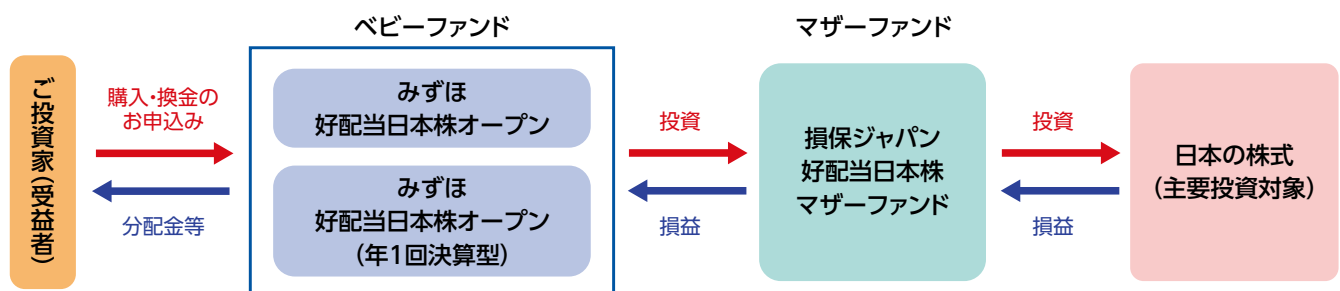 ベビーファンド
マザーファンド
ご投資家(受益者)
購入・換金の
お申込み
分配金等
みずほ
好配当日本株オープン
みずほ
好配当日本株オープン
(年1回決算型)
投資
損益
損保ジャパン
好配当日本株
マザーファンド
投資
損益
日本の株式
(主要投資対象)